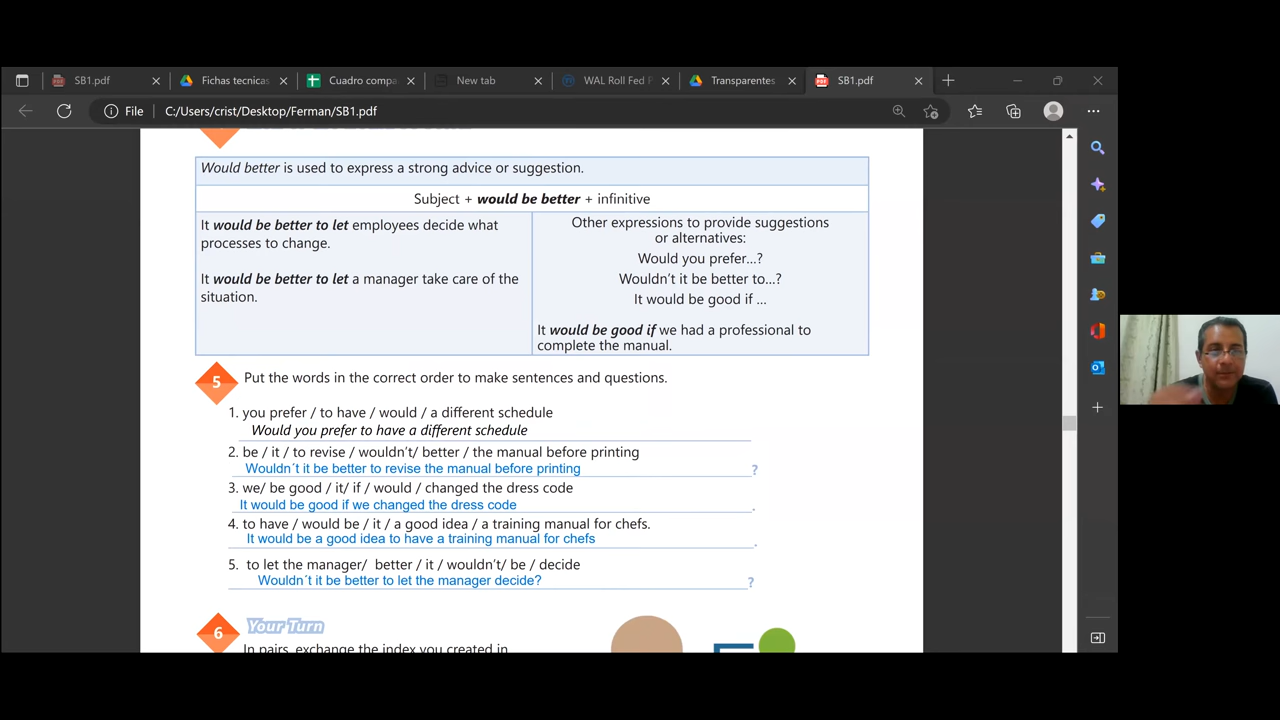 SB1.pdf
Fichas tecnicas
Cuadro compa
New tab
WAL Roll Fed P
Transparentes
SB1.pdf
File
C:/Users/crist/Desktop/Ferman/SB1.pdf
Would better is used to express a strong advice or suggestion.
Subject + would be better + infinitive
It would be better to let employees decide what
processes to change.
It would be better to let a manager take care of the
situation.
Other expressions to provide suggestions
or alternatives:
Would you prefer...?
Wouldn't it be better to...?
It would be good if ...
It would be good if we had a professional to
complete the manual.
5 Put the words in the correct order to make sentences and questions.
1. you prefer / to have / would / a different schedule
Would you prefer to have a different schedule
2. be / it / to revise / wouldn't/ better / the manual before printing
Wouldn´t it be better to revise the manual before printing ?
3. we/ be good / it/ if / would / changed the dress code
It would be good if we changed the dress code .
4. to have / would be / it / a good idea / a training manual for chefs.
It would be a good idea to have a training manual for chefs .
5. to let the manager/ better / it / wouldn't/ be / decide
Wouldn´t it be better to let the manager decide? ?
6 Your Turn
In pairs, exchange the index you created in